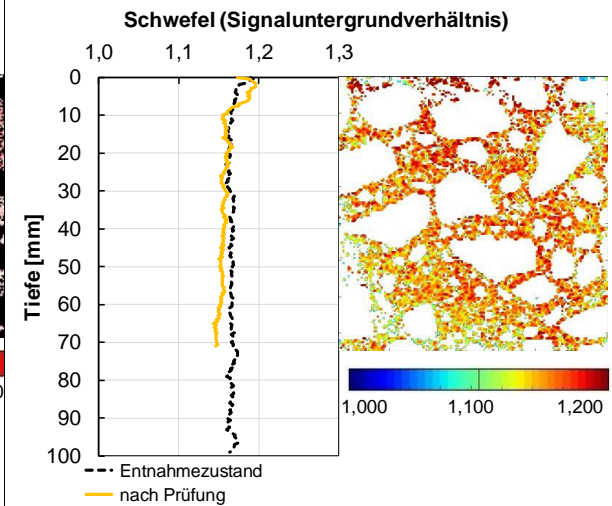 Schwefel (Signaluntergrundverhältnis)
1,0 1,1 1,2 1,3
0
10
20
30
40
50
60
70
80
90
100
Tiefe [mm]
1,000 1,100 1,200
Entnahmezustand
nach Prüfung